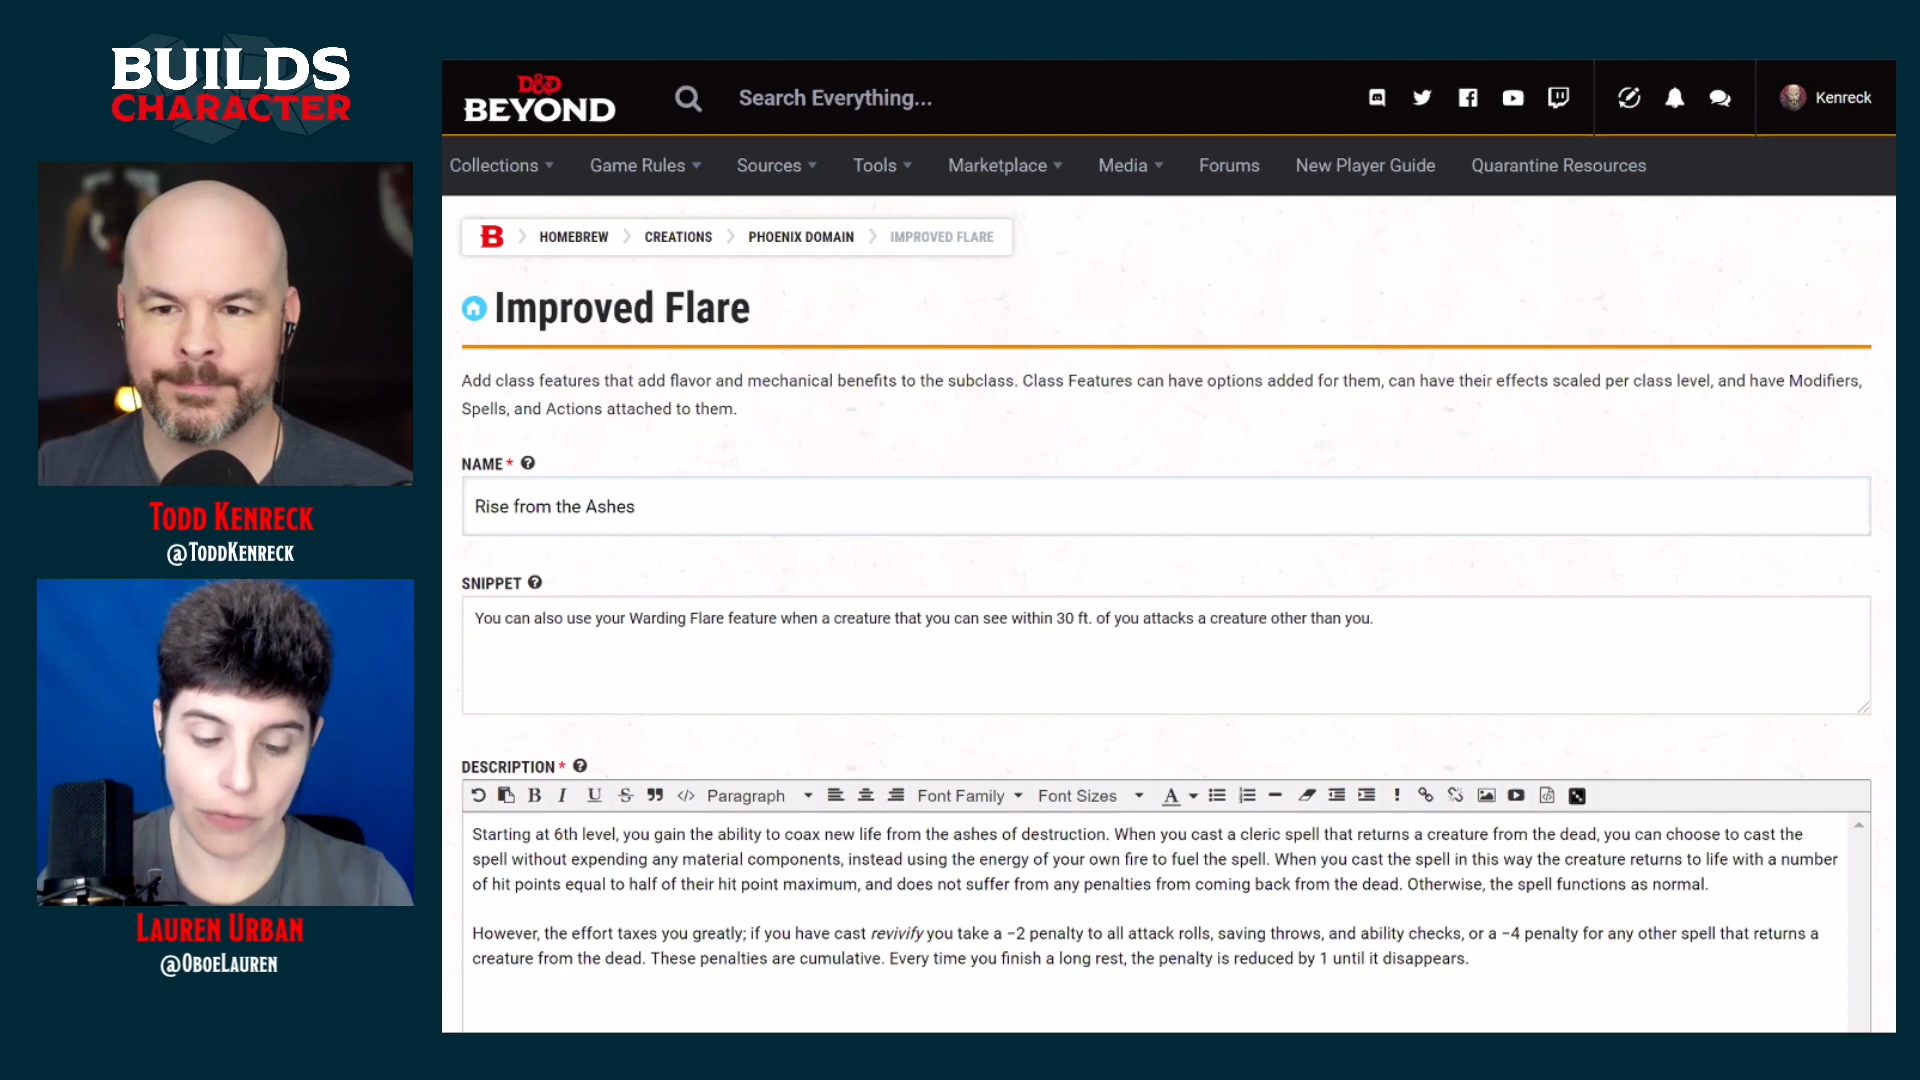 BUILDS
CHARACTER
TODD KENRECK
@TODDKENRECK
LAUREN URBAN
@OBOELAUREN
D&D
BEYOND
Search Everything...
Kenreck
Collections
Game Rules
Sources
Tools
Marketplace
Media
Forums
New Player Guide
Quarantine Resources
B
HOMEBREW
CREATIONS
PHOENIX DOMAIN
IMPROVED FLARE
Improved Flare
Add class features that add flavor and mechanical benefits to the subclass. Class Features can have options added for them, can have their effects scaled per class level, and have Modifiers,
Spells, and Actions attached to them.
NAME *
Rise from the Ashes
SNIPPET
You can also use your Warding Flare feature when a creature that you can see within 30 ft. of you attacks a creature other than you.
DESCRIPTION *
B I U S Paragraph Font Family Font Sizes A
Starting at 6th level, you gain the ability to coax new life from the ashes of destruction. When you cast a cleric spell that returns a creature from the dead, you can choose to cast the
spell without expending any material components, instead using the energy of your own fire to fuel the spell. When you cast the spell in this way the creature returns to life with a number
of hit points equal to half of their hit point maximum, and does not suffer from any penalties from coming back from the dead. Otherwise, the spell functions as normal.
However, the effort taxes you greatly; if you have cast revivify you take a −2 penalty to all attack rolls, saving throws, and ability checks, or a −4 penalty for any other spell that returns a
creature from the dead. These penalties are cumulative. Every time you finish a long rest, the penalty is reduced by 1 until it disappears.